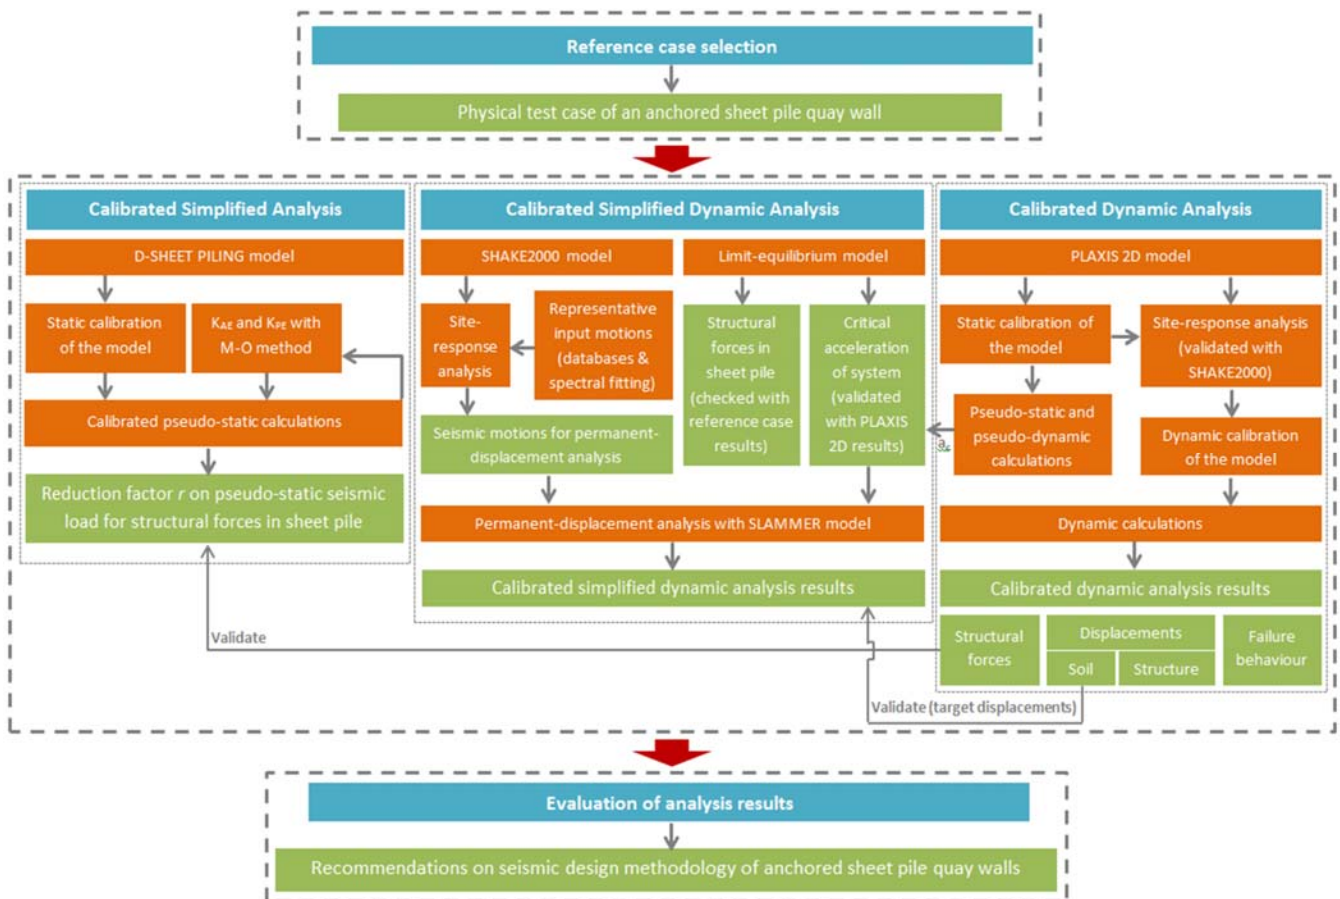 Reference case selection
Physical test case of an anchored sheet pile quay wall
Calibrated Simplified Analysis
D-SHEET PILING model
Static calibration
of the model
KAE and KPE with
M-O method
Calibrated pseudo-static calculations
Reduction factor r on pseudo-static seismic
load for structural forces in sheet pile
Calibrated Simplified Dynamic Analysis
SHAKE2000 model
Limit-equilibrium model
Site-
response
analysis
Representative
input motions
(databases &
spectral fitting)
Structural
forces in
sheet pile
(checked with
reference case
results)
Critical
acceleration
of system
(validated
with PLAXIS
2D results)
Seismic motions for permanent-
displacement analysis
Permanent-displacement analysis with SLAMMER model
Calibrated simplified dynamic analysis results
Calibrated Dynamic Analysis
PLAXIS 2D model
Static calibration of
the model
Site-response analysis
(validated with
SHAKE2000)
Pseudo-static and
pseudo-dynamic
calculations
ac
Dynamic calibration
of the model
Dynamic calculations
Calibrated dynamic analysis results
Structural
forces
Displacements
Soil
Structure
Failure
behaviour
Validate
Validate (target displacements)
Evaluation of analysis results
Recommendations on seismic design methodology of anchored sheet pile quay walls